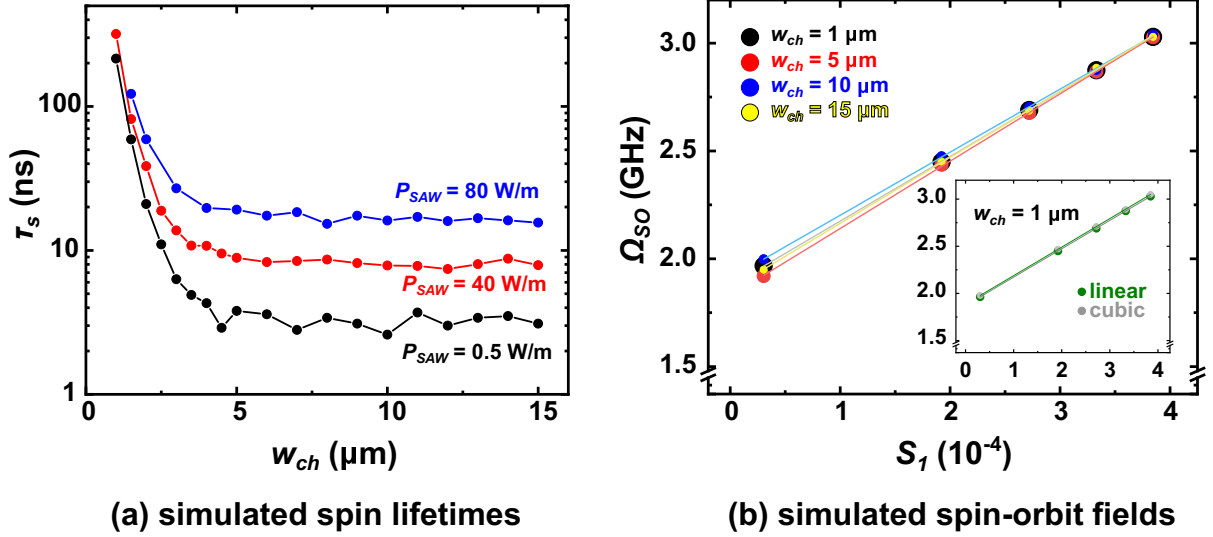 100
10
1
τs (ns)
PSAW = 80 W/m
PSAW = 40 W/m
PSAW = 0.5 W/m
0 5 10 15
wch (µm)
(a) simulated spin lifetimes
3.0
2.5
2.0
1.5
ΩSO (GHz)
wch = 1 µm
wch = 5 µm
wch = 10 µm
wch = 15 µm
3.0
2.5
2.0
1.5
wch = 1 µm
linear
cubic
0 1 2 3 4
0 1 2 3 4
S1 (10-4)
(b) simulated spin-orbit fields